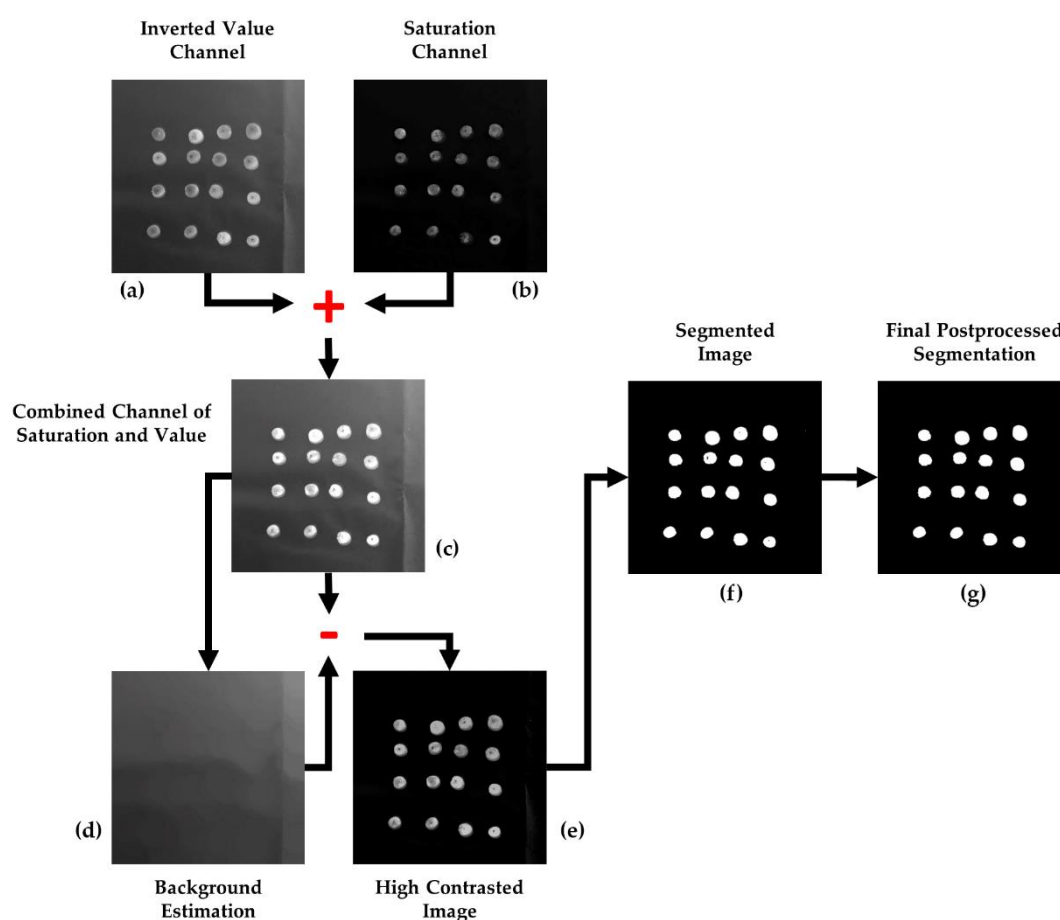 Inverted Value
Channel
Saturation
Channel
(a)
(b)
+
Combined Channel of
Saturation and Value
(c)
-
Segmented
Image
Final Postprocessed
Segmentation
(f)
(g)
(d)
(e)
Background
Estimation
High Contrasted
Image